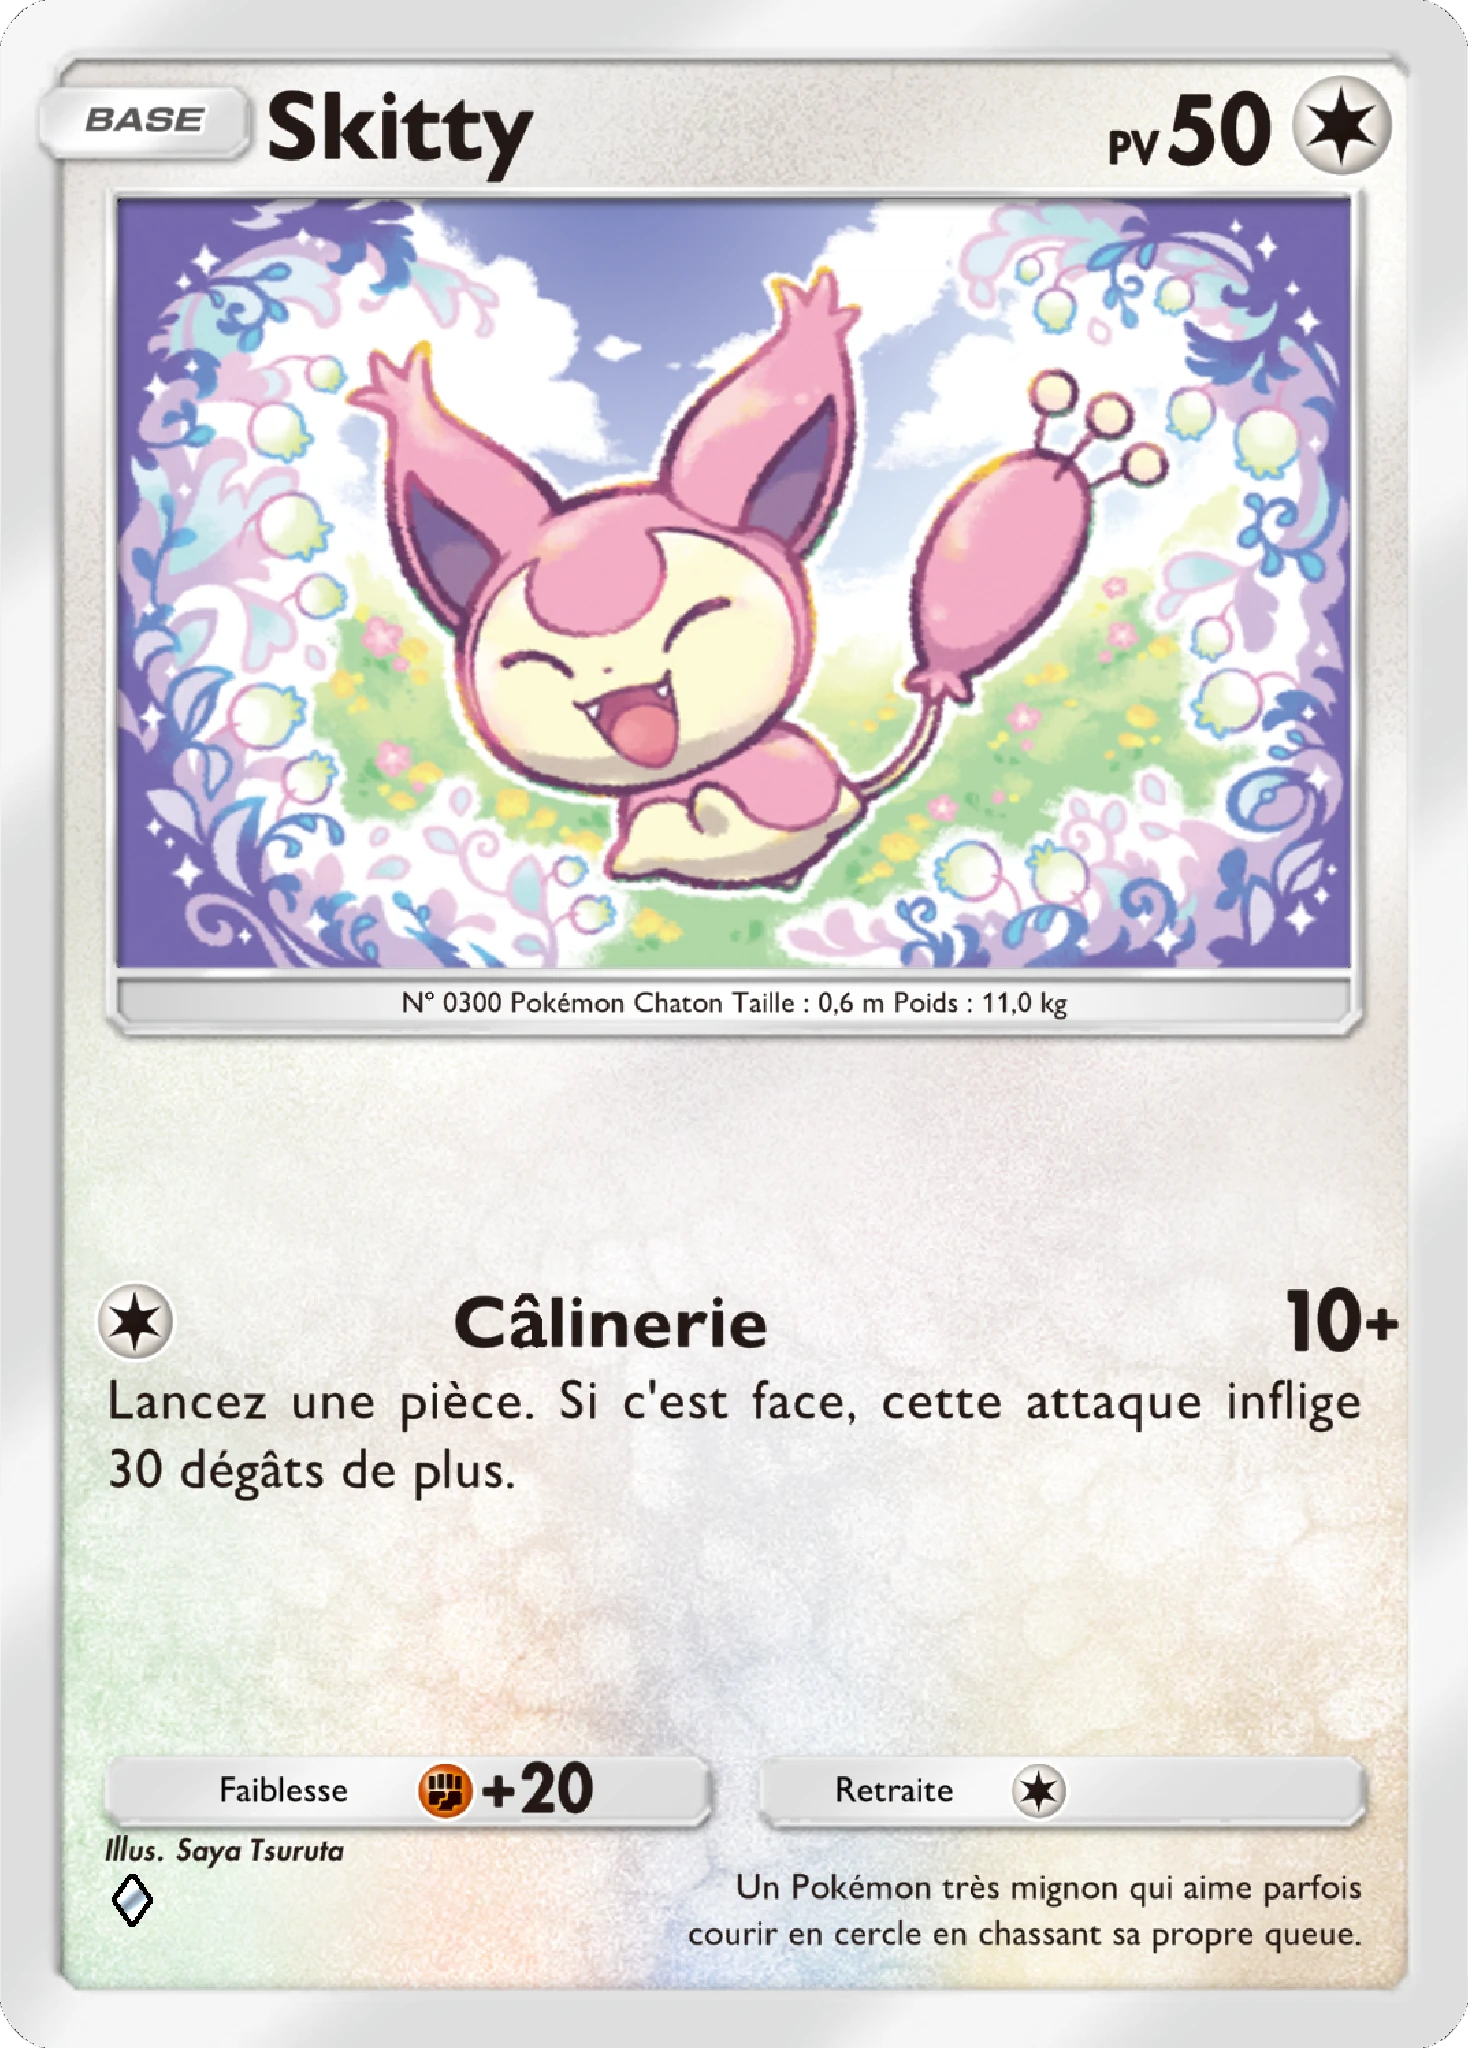 BASE Skitty PV 50
N° 0300 Pokémon Chaton Taille : 0,6 m Poids : 11,0 kg
Câlinerie 10+
Lancez une pièce. Si c'est face, cette attaque inflige
30 dégâts de plus.
Faiblesse +20 Retraite
Illus. Saya Tsuruta
Un Pokémon très mignon qui aime parfois
courir en cercle en chassant sa propre queue.